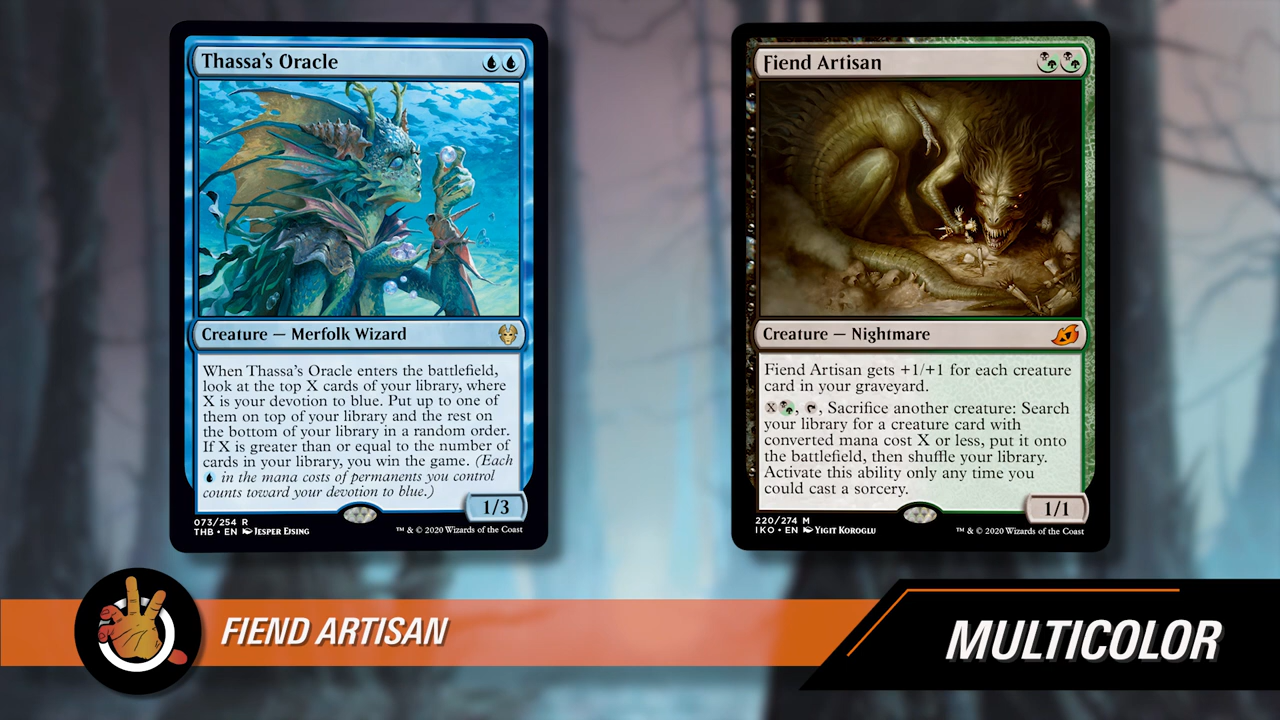 Thassa's Oracle
Creature — Merfolk Wizard
When Thassa's Oracle enters the battlefield,
look at the top X cards of your library, where
X is your devotion to blue. Put up to one of
them on top of your library and the rest on
the bottom of your library in a random order.
If X is greater than or equal to the number of
cards in your library, you win the game. (Each
in the mana costs of permanents you control
counts toward your devotion to blue.)
1/3
073/254 R
THB • EN Jesper Ejsing
™ & © 2020 Wizards of the Coast
Fiend Artisan
Creature — Nightmare
Fiend Artisan gets +1/+1 for each creature
card in your graveyard.
X , , Sacrifice another creature: Search
your library for a creature card with
converted mana cost X or less, put it onto
the battlefield, then shuffle your library.
Activate this ability only any time you
could cast a sorcery.
1/1
220/274 M
IKO • EN Yigit Koroglu
™ & © 2020 Wizards of the Coast
FIEND ARTISAN
MULTICOLOR